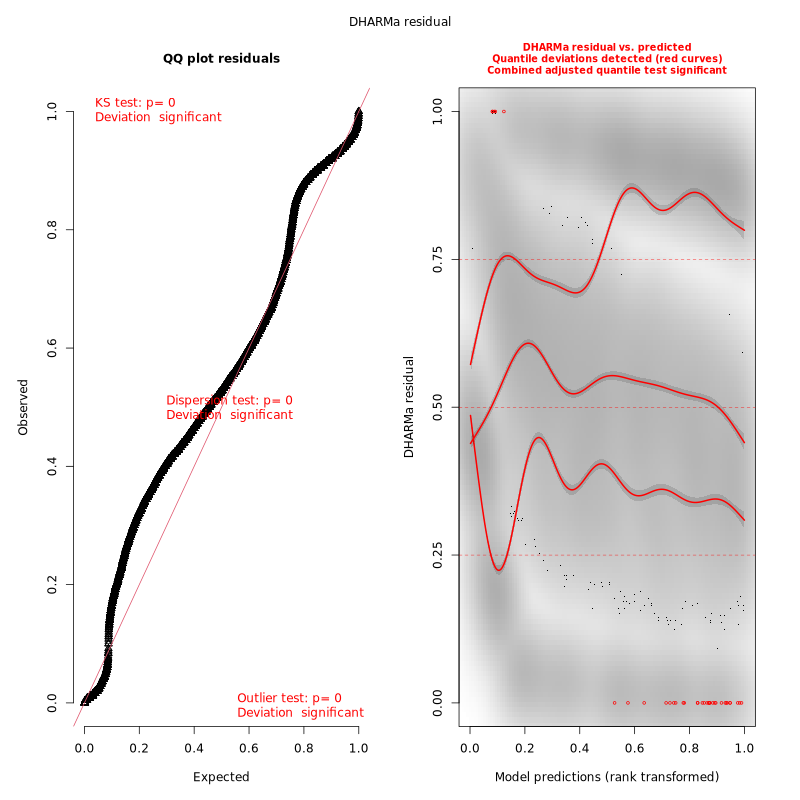 DHARMa residual
QQ plot residuals
KS test: p= 0
Deviation  significant
Dispersion test: p= 0
Deviation  significant
Outlier test: p= 0
Deviation  significant
Observed
0.0 0.2 0.4 0.6 0.8 1.0
0.0 0.2 0.4 0.6 0.8 1.0
Expected
DHARMa residual vs. predicted
Quantile deviations detected (red curves)
Combined adjusted quantile test significant
DHARMa residual
0.00 0.25 0.50 0.75 1.00
0.0 0.2 0.4 0.6 0.8 1.0
Model predictions (rank transformed)